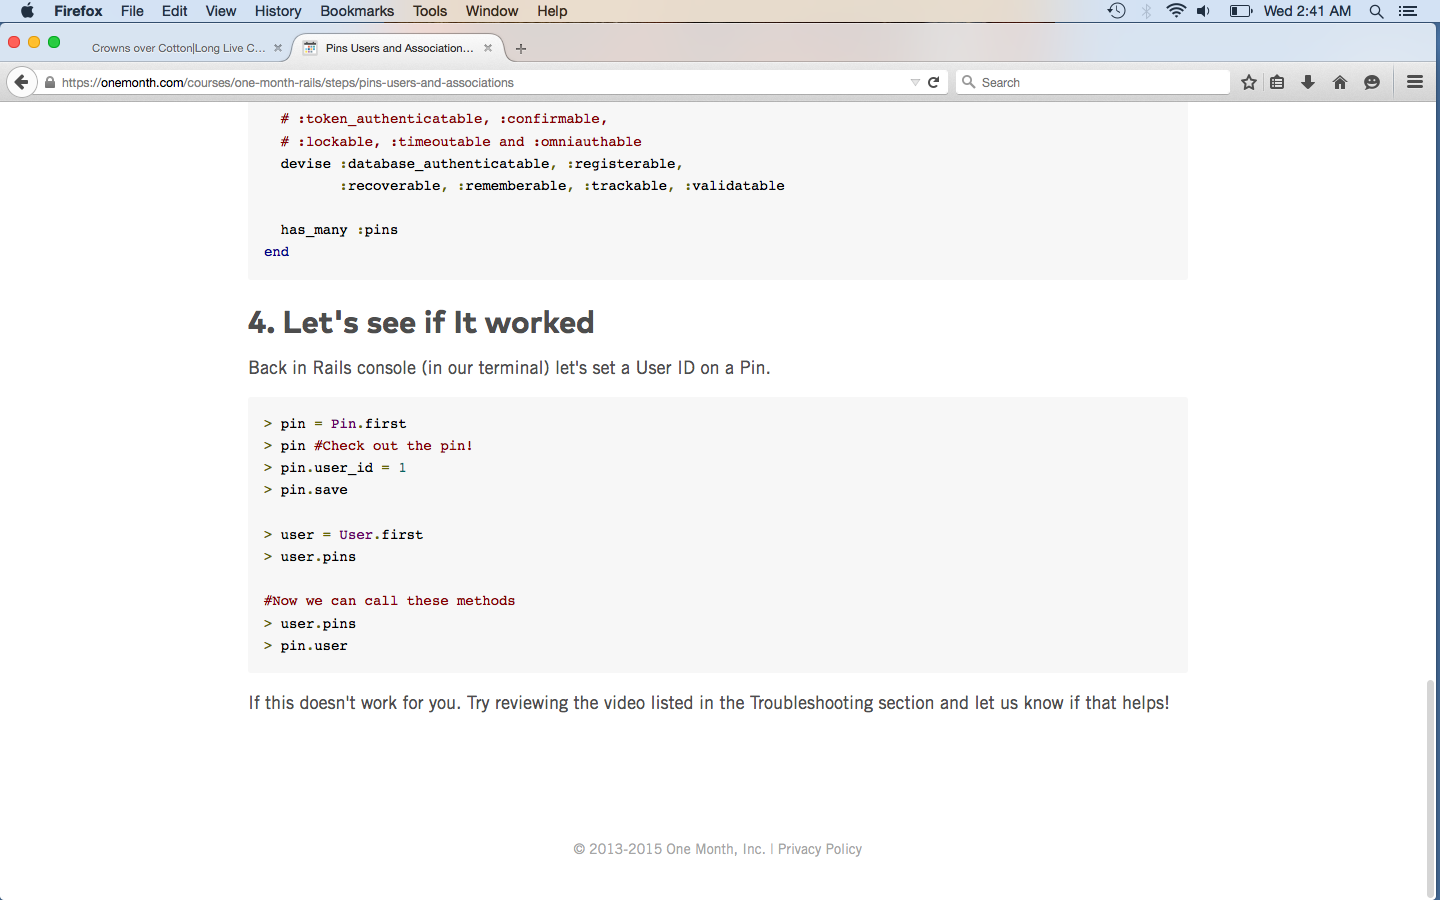 Firefox File Edit View History Bookmarks Tools Window Help Wed 2:41 AM
Crowns over Cotton|Long Live C... Pins Users and Association...
https://onemonth.com/courses/one-month-rails/steps/pins-users-and-associations Search
# :token_authenticatable, :confirmable,
# :lockable, :timeoutable and :omniauthable
devise :database_authenticatable, :registerable,
:recoverable, :rememberable, :trackable, :validatable
has_many :pins
end
4. Let's see if It worked
Back in Rails console (in our terminal) let's set a User ID on a Pin.
> pin = Pin.first
> pin #Check out the pin!
> pin.user_id = 1
> pin.save
> user = User.first
> user.pins
#Now we can call these methods
> user.pins
> pin.user
If this doesn't work for you. Try reviewing the video listed in the Troubleshooting section and let us know if that helps!
© 2013-2015 One Month, Inc. | Privacy Policy